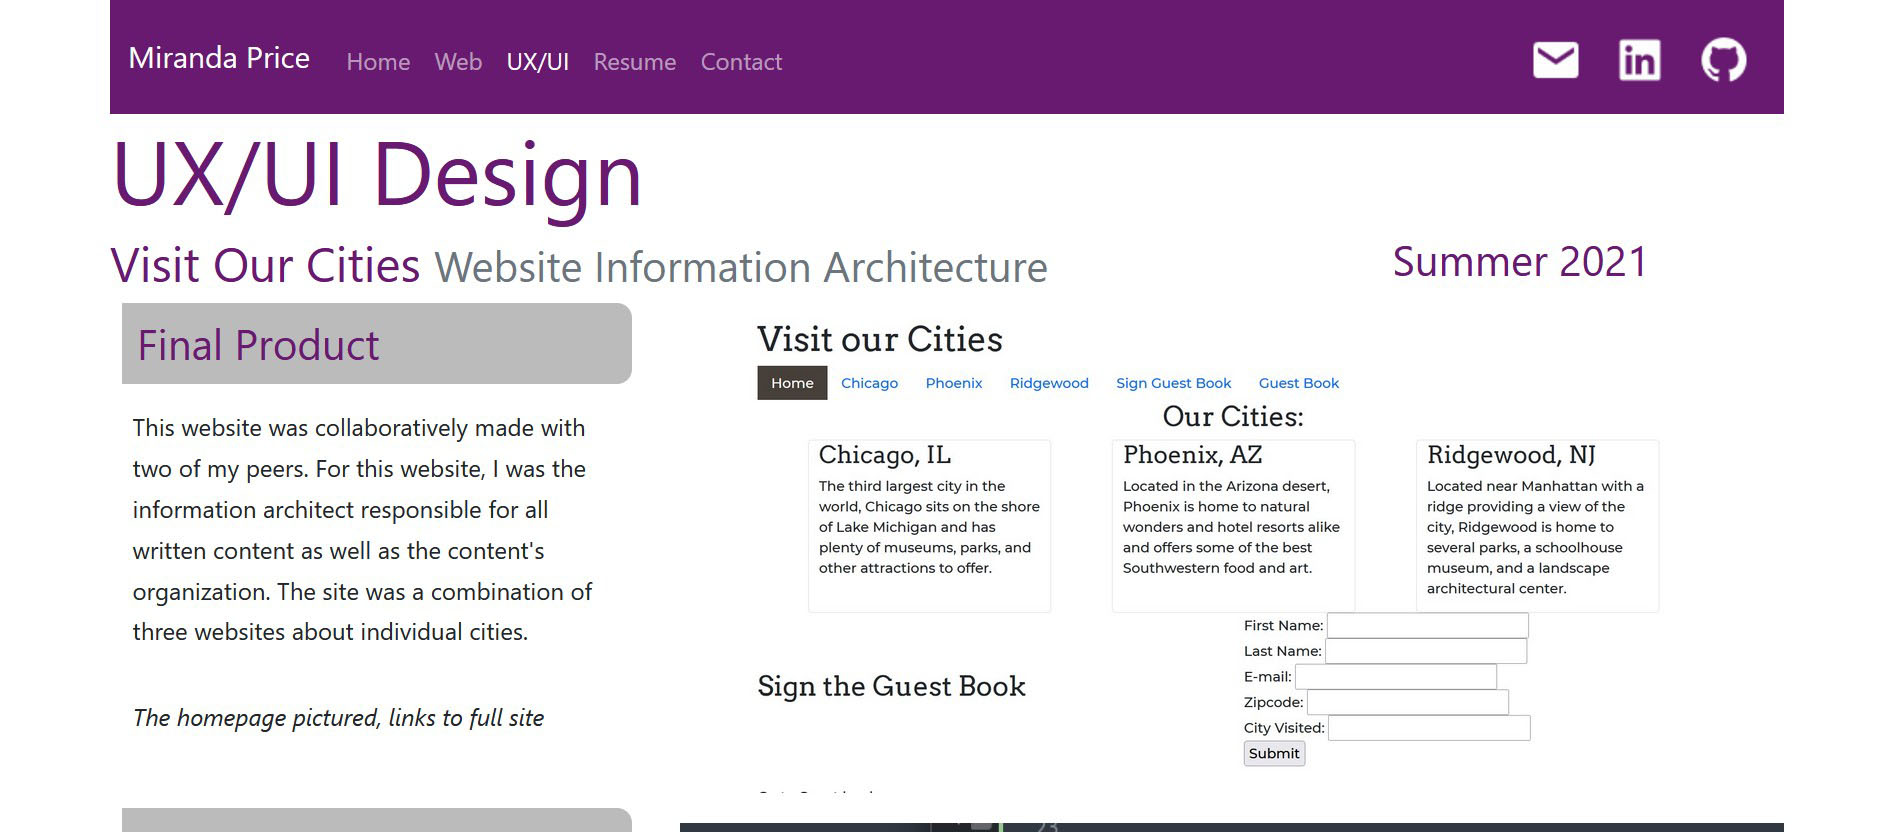 Miranda Price Home Web UX/UI Resume Contact
UX/UI Design
Visit Our Cities Website Information Architecture Summer 2021
Final Product
This website was collaboratively made with
two of my peers. For this website, I was the
information architect responsible for all
written content as well as the content's
organization. The site was a combination of
three websites about individual cities.
The homepage pictured, links to full site
Visit our Cities
Home Chicago Phoenix Ridgewood Sign Guest Book Guest Book
Our Cities:
Chicago, IL
The third largest city in the
world, Chicago sits on the shore
of Lake Michigan and has
plenty of museums, parks, and
other attractions to offer.
Phoenix, AZ
Located in the Arizona desert,
Phoenix is home to natural
wonders and hotel resorts alike
and offers some of the best
Southwestern food and art.
Ridgewood, NJ
Located near Manhattan with a
ridge providing a view of the
city, Ridgewood is home to
several parks, a schoolhouse
museum, and a landscape
architectural center.
Sign the Guest Book
First Name:
Last Name:
E-mail:
Zipcode:
City Visited:
Submit